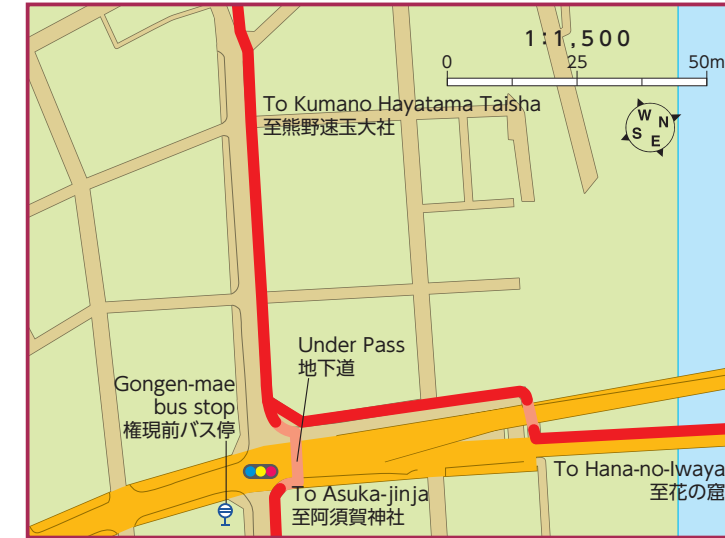 1:1,500
0 25 50m
W N
S E
To Kumano Hayatama Taisha
至熊野速玉大社
Under Pass
地下道
Gongen-mae
bus stop
権現前バス停
To Hana-no-Iwaya
至花の窟
To Asuka-jinja
至阿須賀神社